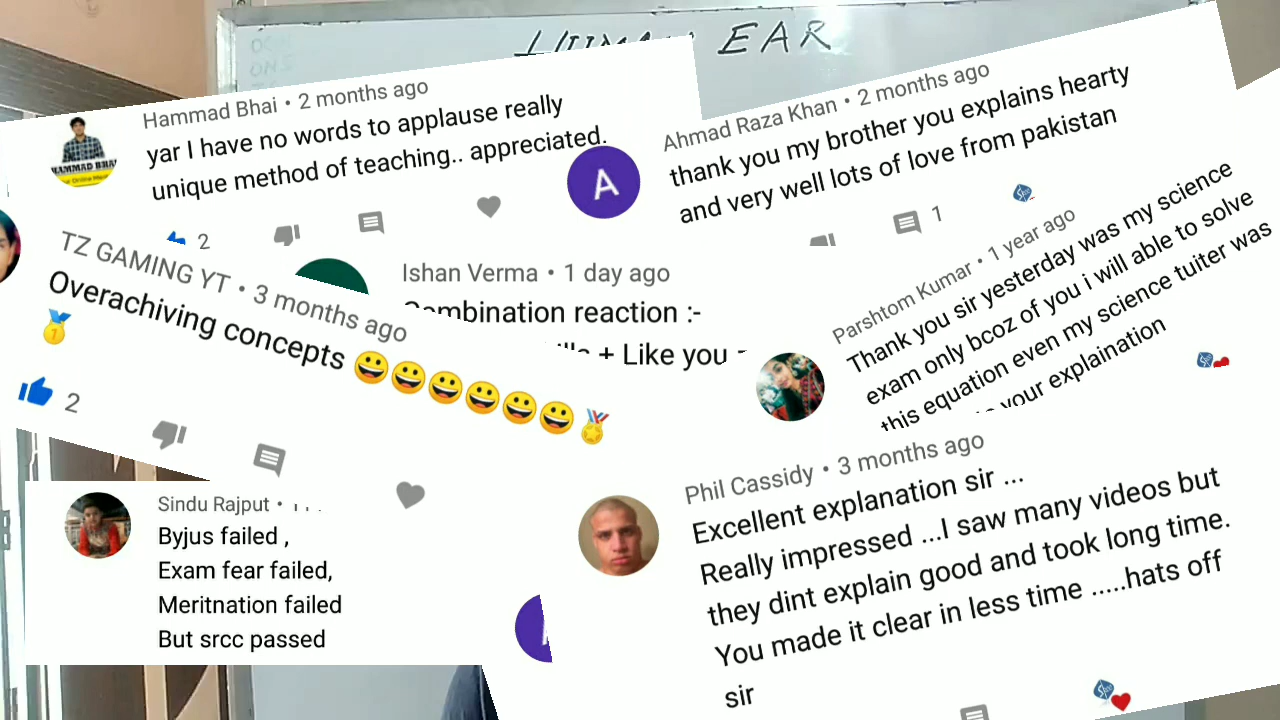 HUMAN EAR
Hammad Bhai • 2 months ago
yar I have no words to applause really
unique method of teaching.. appreciated.
2
A
Ahmad Raza Khan • 2 months ago
thank you my brother you explains hearty
and very well lots of love from pakistan
1
TZ GAMING YT • 3 months ago
Overachiving concepts 😀😀😀😀😀😀🏅
🥇
2
Ishan Verma • 1 day ago
Combination reaction :-
+ Like you
Parshtom Kumar • 1 year ago
Thank you sir yesterday was my science
exam only bcoz of you i will able to solve
this equation even my science tuiter was
your explaination
Sindu Rajput •
Byjus failed ,
Exam fear failed,
Meritnation failed
But srcc passed
Phil Cassidy • 3 months ago
Excellent explanation sir ...
Really impressed ...I saw many videos but
they dint explain good and took long time.
You made it clear in less time .....hats off
sir